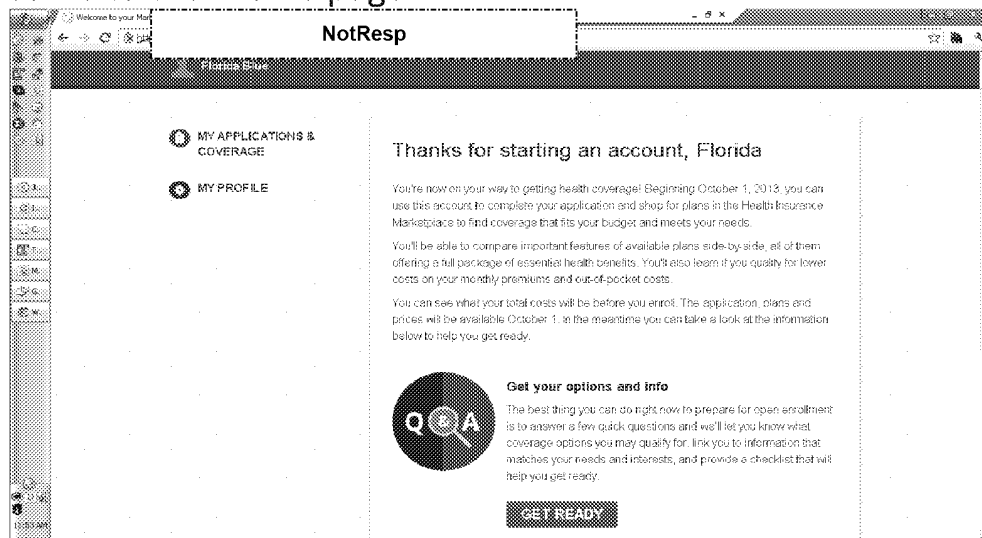 Welcome to your Mar
NotResp
Florida Blue
MY APPLICATIONS &
COVERAGE
MY PROFILE
Thanks for starting an account, Florida
You're now on your way to getting health coverage! Beginning October 1, 2013, you can
use this account to complete your application and shop for plans in the Health Insurance
Marketplace to find coverage that fits your budget and meets your needs.
You'll be able to compare important features of available plans side-by-side, all of them
offering a full package of essential health benefits. You'll also learn if you qualify for lower
costs on your monthly premiums and out-of-pocket costs.
You can see what your total costs will be before you enroll. The application, plans and
prices will be available October 1. In the meantime you can take a look at the information
below to help you get ready.
Q & A
Get your options and info
The best thing you can do right now to prepare for open enrollment
is to answer a few quick questions and we'll let you know what
coverage options you may qualify for, link you to information that
matches your needs and interests, and provide a checklist that will
help you get ready.
GET READY
11:53 AM